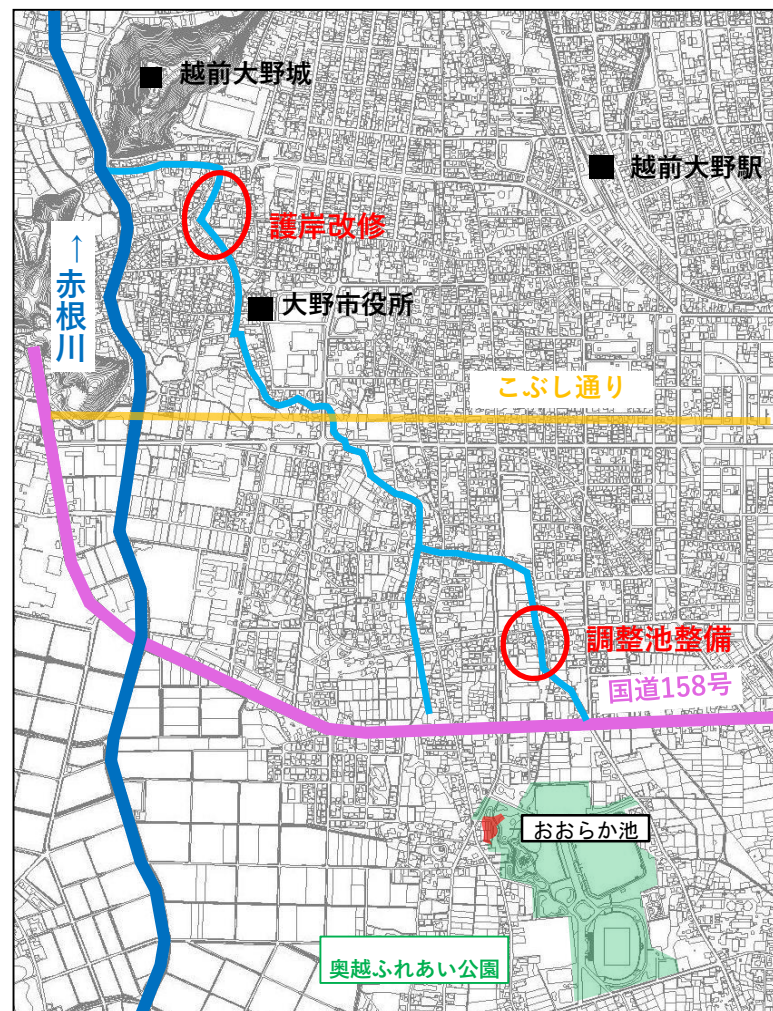 越前大野城
越前大野駅
護岸改修
↑赤根川
大野市役所
こぶし通り
調整池整備
国道158号
おおらか池
奥越ふれあい公園